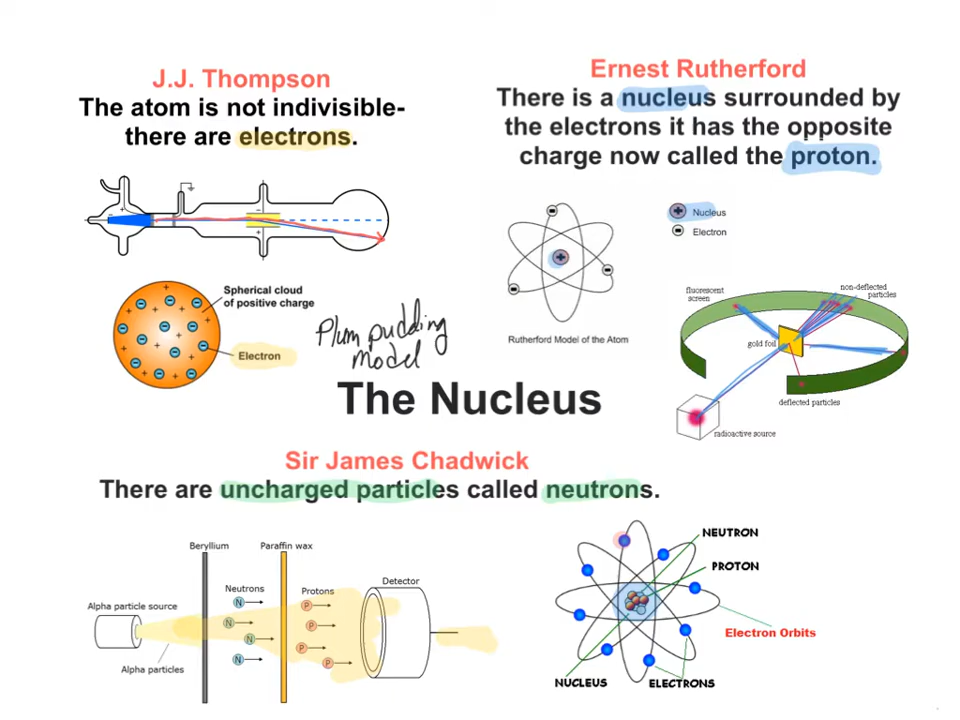 J.J. Thompson
The atom is not indivisible-
there are electrons.
Ernest Rutherford
There is a nucleus surrounded by
the electrons it has the opposite
charge now called the proton.
Nucleus
Electron
Rutherford Model of the Atom
Spherical cloud
of positive charge
Electron
Plum pudding
model
fluorescent
screen
non-deflected
particles
gold foil
deflected particles
radioactive source
The Nucleus
Sir James Chadwick
There are uncharged particles called neutrons.
Beryllium
Paraffin wax
Alpha particle source
Neutrons
Protons
Detector
N
N
N
N
P
P
P
P
Alpha particles
NEUTRON
PROTON
Electron Orbits
NUCLEUS
ELECTRONS